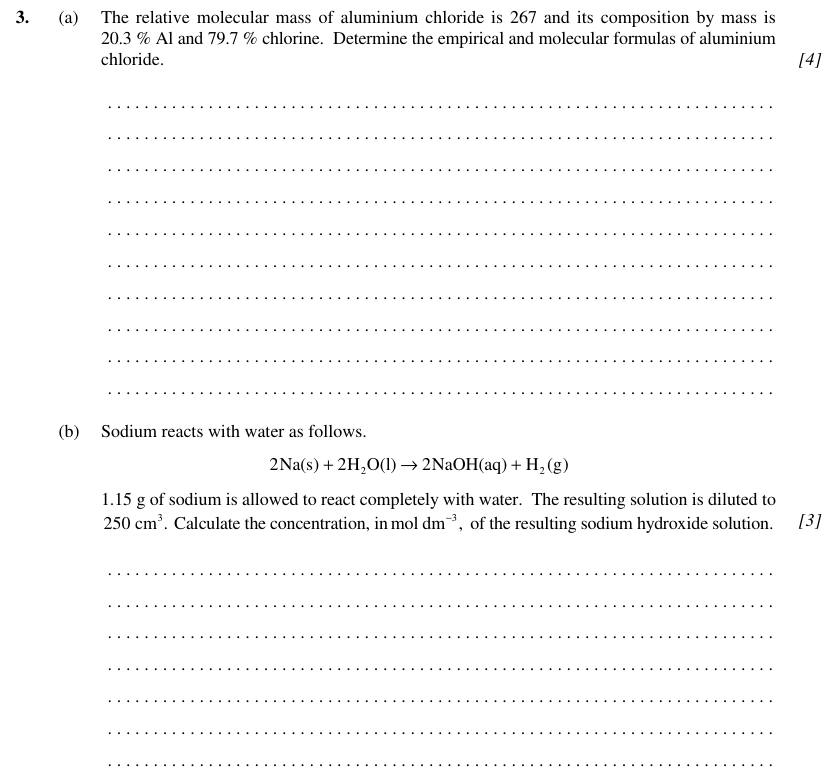 3. (a) The relative molecular mass of aluminium chloride is 267 and its composition by mass is
20.3 % Al and 79.7 % chlorine. Determine the empirical and molecular formulas of aluminium
chloride. [4]
(b) Sodium reacts with water as follows.
2Na(s) + 2H₂O(l) → 2NaOH(aq) + H₂(g)
1.15 g of sodium is allowed to react completely with water. The resulting solution is diluted to
250 cm³. Calculate the concentration, in mol dm⁻³, of the resulting sodium hydroxide solution. [3]